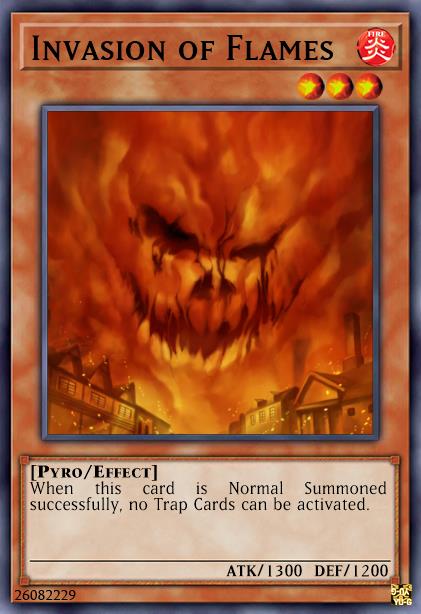 Invasion of Flames
FIRE
炎
[Pyro/Effect]
When this card is Normal Summoned
successfully, no Trap Cards can be activated.
ATK/1300 DEF/1200
26082229